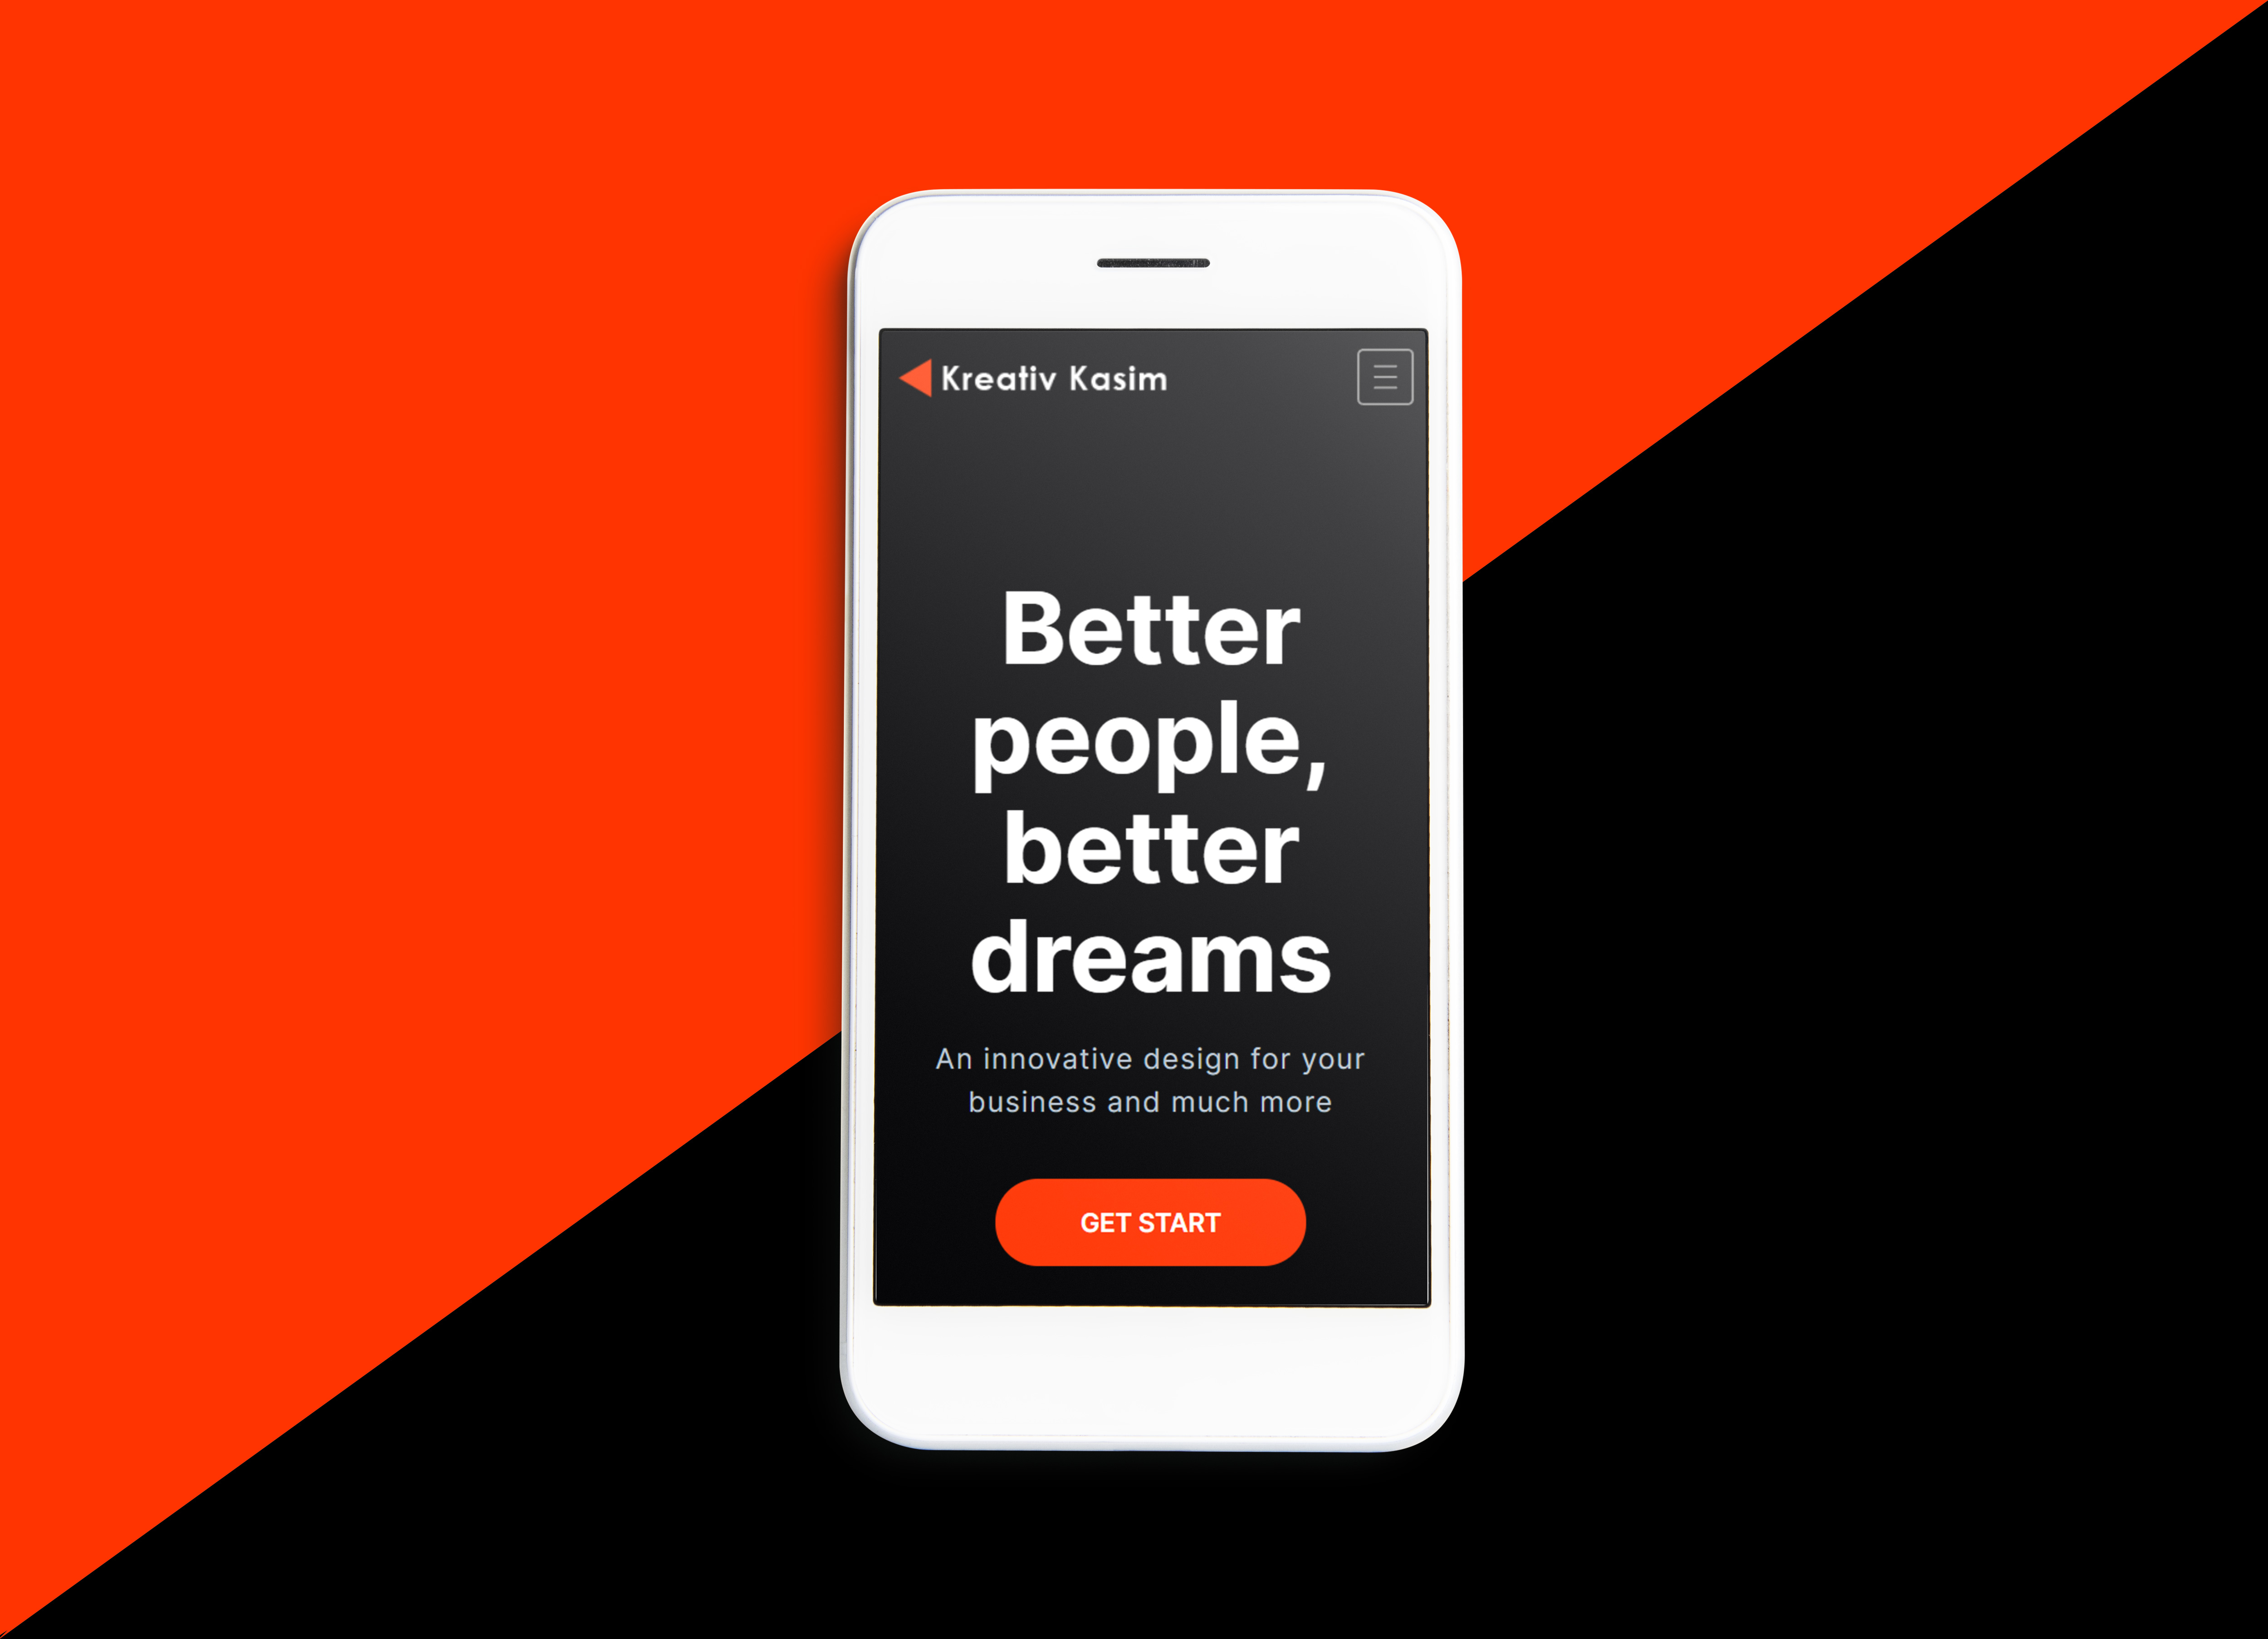 Kreativ Kasim
Better
people,
better
dreams
An innovative design for your
business and much more
GET START